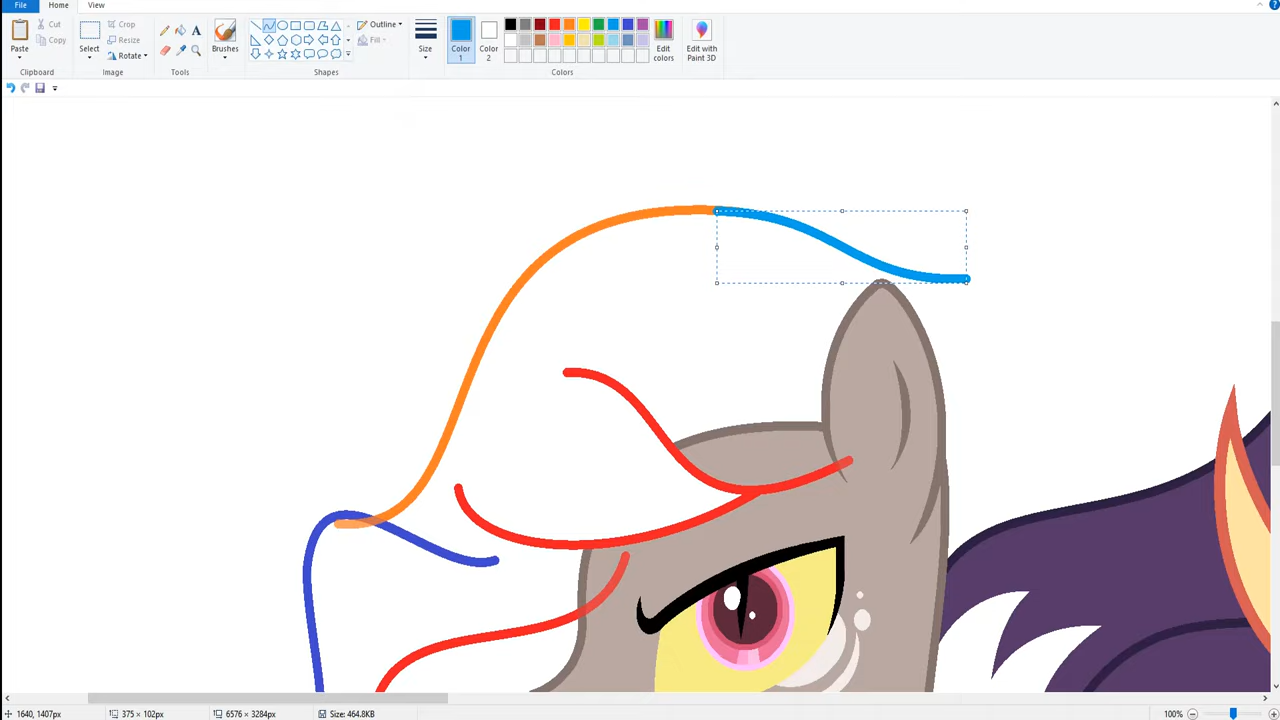 File Home View
Paste Cut Copy Clipboard
Select Crop Resize Rotate Image
A Tools
Brushes
Outline Fill Shapes
Size
Color 1 Color 2 Edit colors Edit with Paint 3D Colors
1640, 1407px 375 × 102px 6576 × 3284px Size: 464.8KB 100%